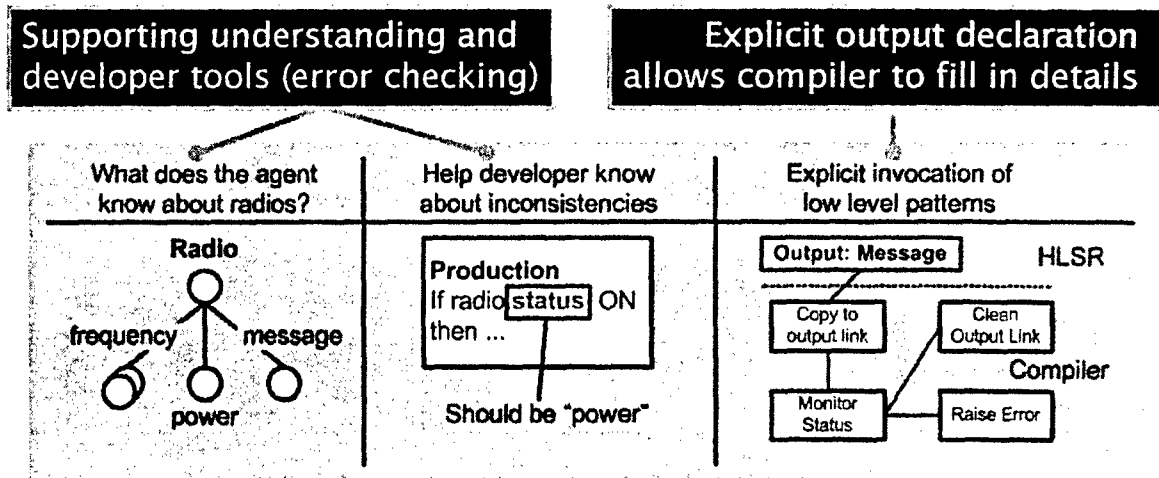 Supporting understanding and
developer tools (error checking)
Explicit output declaration
allows compiler to fill in details
What does the agent
know about radios?
Radio
frequency
message
power
Help developer know
about inconsistencies
Production
If radio status ON
then ...
Should be "power"
Explicit invocation of
low level patterns
Output: Message
HLSR
Copy to
output link
Clean
Output Link
Compiler
Monitor
Status
Raise Error